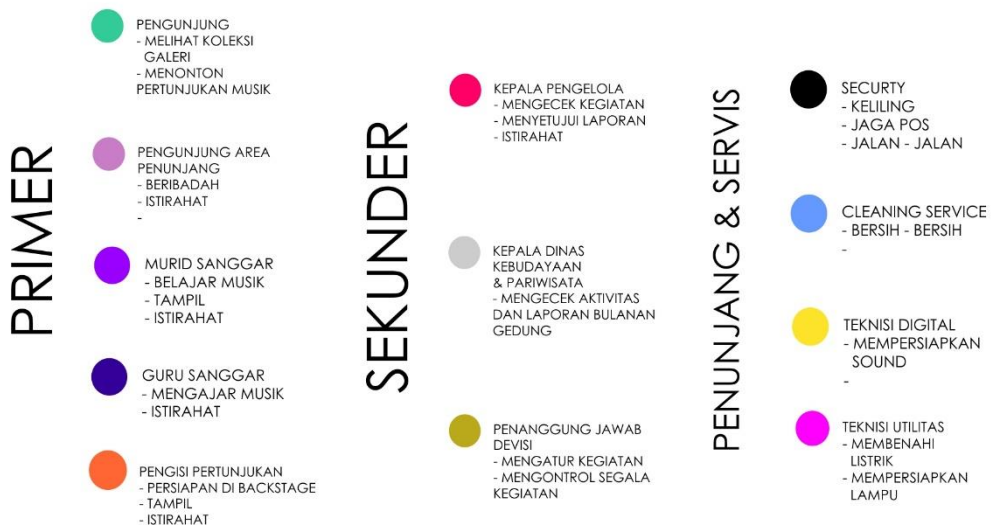 PRIMER
PENGUNJUNG
- MELIHAT KOLEKSI
GALERI
- MENONTON
PERTUNJUKAN MUSIK
PENGUNJUNG AREA
PENUNJANG
- BERIBADAH
- ISTIRAHAT
-
MURID SANGGAR
- BELAJAR MUSIK
- TAMPIL
- ISTIRAHAT
GURU SANGGAR
- MENGAJAR MUSIK
- ISTIRAHAT
PENGISI PERTUNJUKAN
- PERSIAPAN DI BACKSTAGE
- TAMPIL
- ISTIRAHAT
SEKUNDER
KEPALA PENGELOLA
- MENGECEK KEGIATAN
- MENYETUJUI LAPORAN
- ISTIRAHAT
KEPALA DINAS
KEBUDAYAAN
& PARIWISATA
- MENGECEK AKTIVITAS
DAN LAPORAN BULANAN
GEDUNG
PENANGGUNG JAWAB
DEVISI
- MENGATUR KEGIATAN
- MENGONTROL SEGALA
KEGIATAN
PENUNJANG & SERVIS
SECURTY
- KELILING
- JAGA POS
- JALAN - JALAN
CLEANING SERVICE
- BERSIH - BERSIH
-
TEKNISI DIGITAL
- MEMPERSIAPKAN
SOUND
-
TEKNISI UTILITAS
- MEMBENAHI
LISTRIK
- MEMPERSIAPKAN
LAMPU